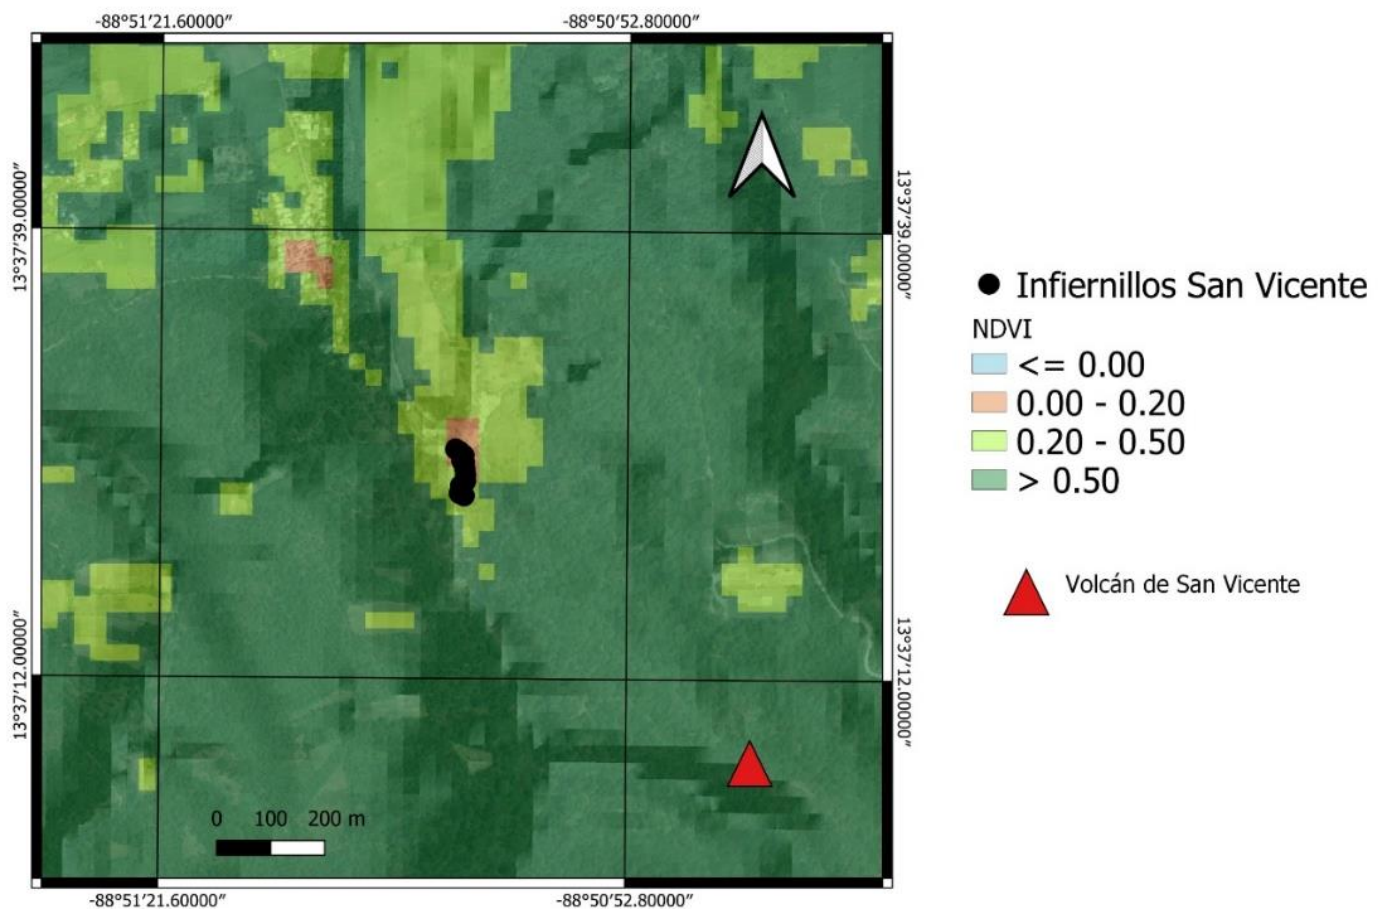 -88°51'21.60000"
-88°50'52.80000"
13°37'39.00000"
13°37'39.00000"
Infiernillos San Vicente
NDVI
<= 0.00
0.00 - 0.20
0.20 - 0.50
> 0.50
Volcán de San Vicente
13°37'12.00000"
13°37'12.00000"
0 100 200 m
-88°51'21.60000"
-88°50'52.80000"